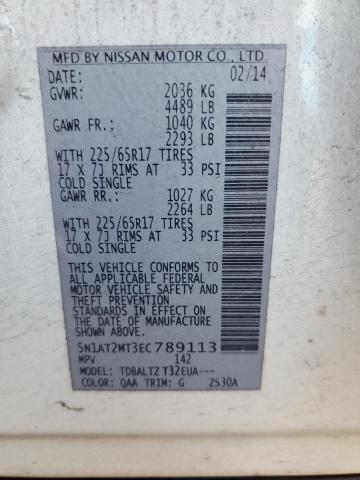 MFD BY NISSAN MOTOR CO., LTD.
DATE: 02/14
GVWR: 2036 KG
4489 LB
GAWR FR.: 1040 KG
2293 LB
WITH 225/65R17 TIRES
17 X 7J RIMS AT 33 PSI
COLD SINGLE
GAWR RR.: 1027 KG
2264 LB
WITH 225/65R17 TIRES
17 X 7J RIMS AT 33 PSI
COLD SINGLE
THIS VEHICLE CONFORMS TO
ALL APPLICABLE FEDERAL
MOTOR VEHICLE SAFETY AND
THEFT PREVENTION
STANDARDS IN EFFECT ON
THE DATE OF MANUFACTURE
SHOWN ABOVE.
5N1AT2MT3EC789113
MPV 142
MODEL: TDBALTZ T32EUA---
COLOR: QAA TRIM: G 2S30A